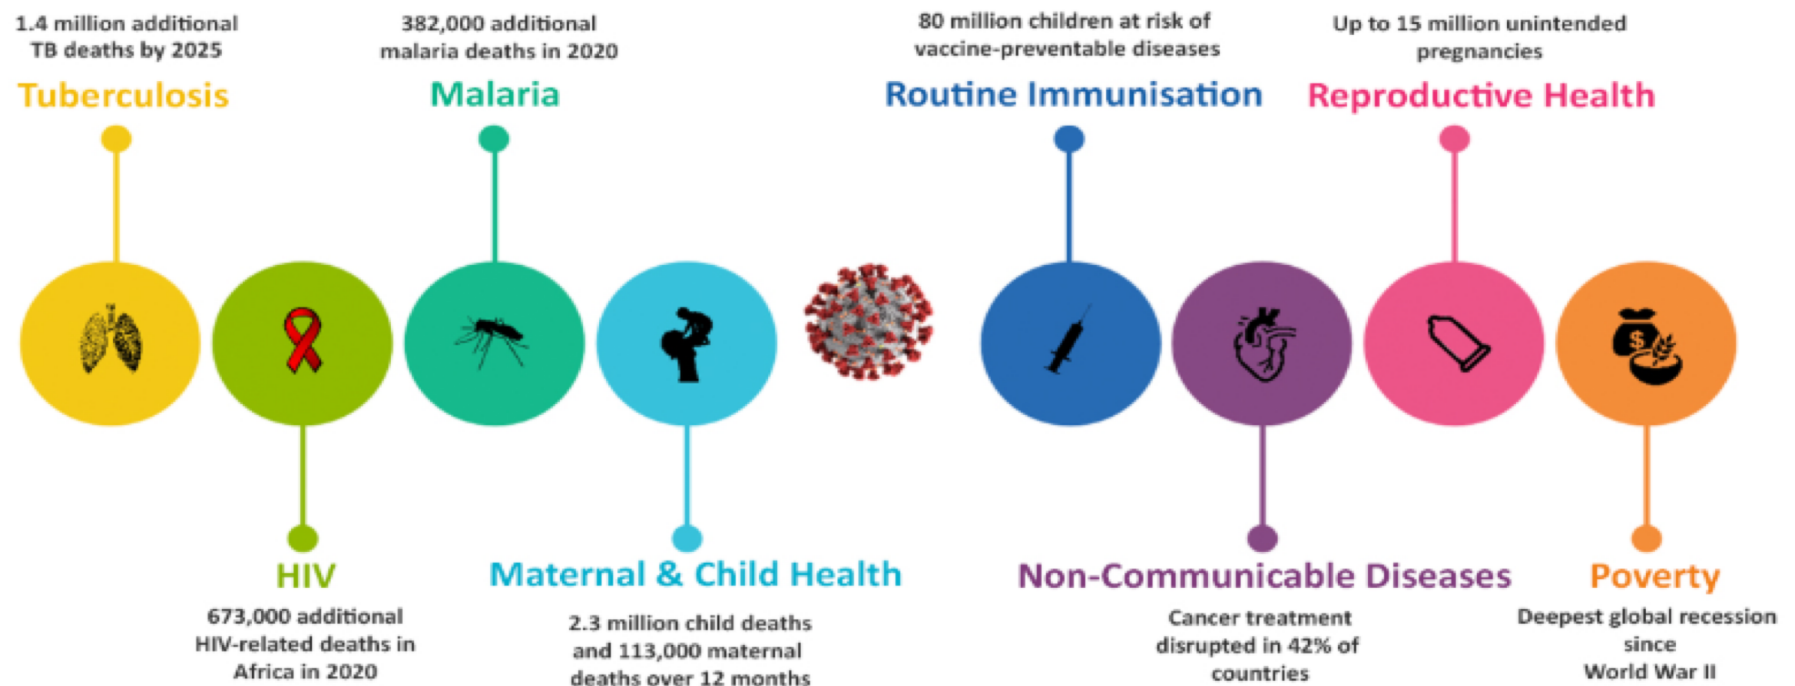 1.4 million additional
TB deaths by 2025
Tuberculosis
382,000 additional
malaria deaths in 2020
Malaria
80 million children at risk of
vaccine-preventable diseases
Routine Immunisation
Up to 15 million unintended
pregnancies
Reproductive Health
$
HIV
673,000 additional
HIV-related deaths in
Africa in 2020
Maternal & Child Health
2.3 million child deaths
and 113,000 maternal
deaths over 12 months
Non-Communicable Diseases
Cancer treatment
disrupted in 42% of
countries
Poverty
Deepest global recession
since
World War II